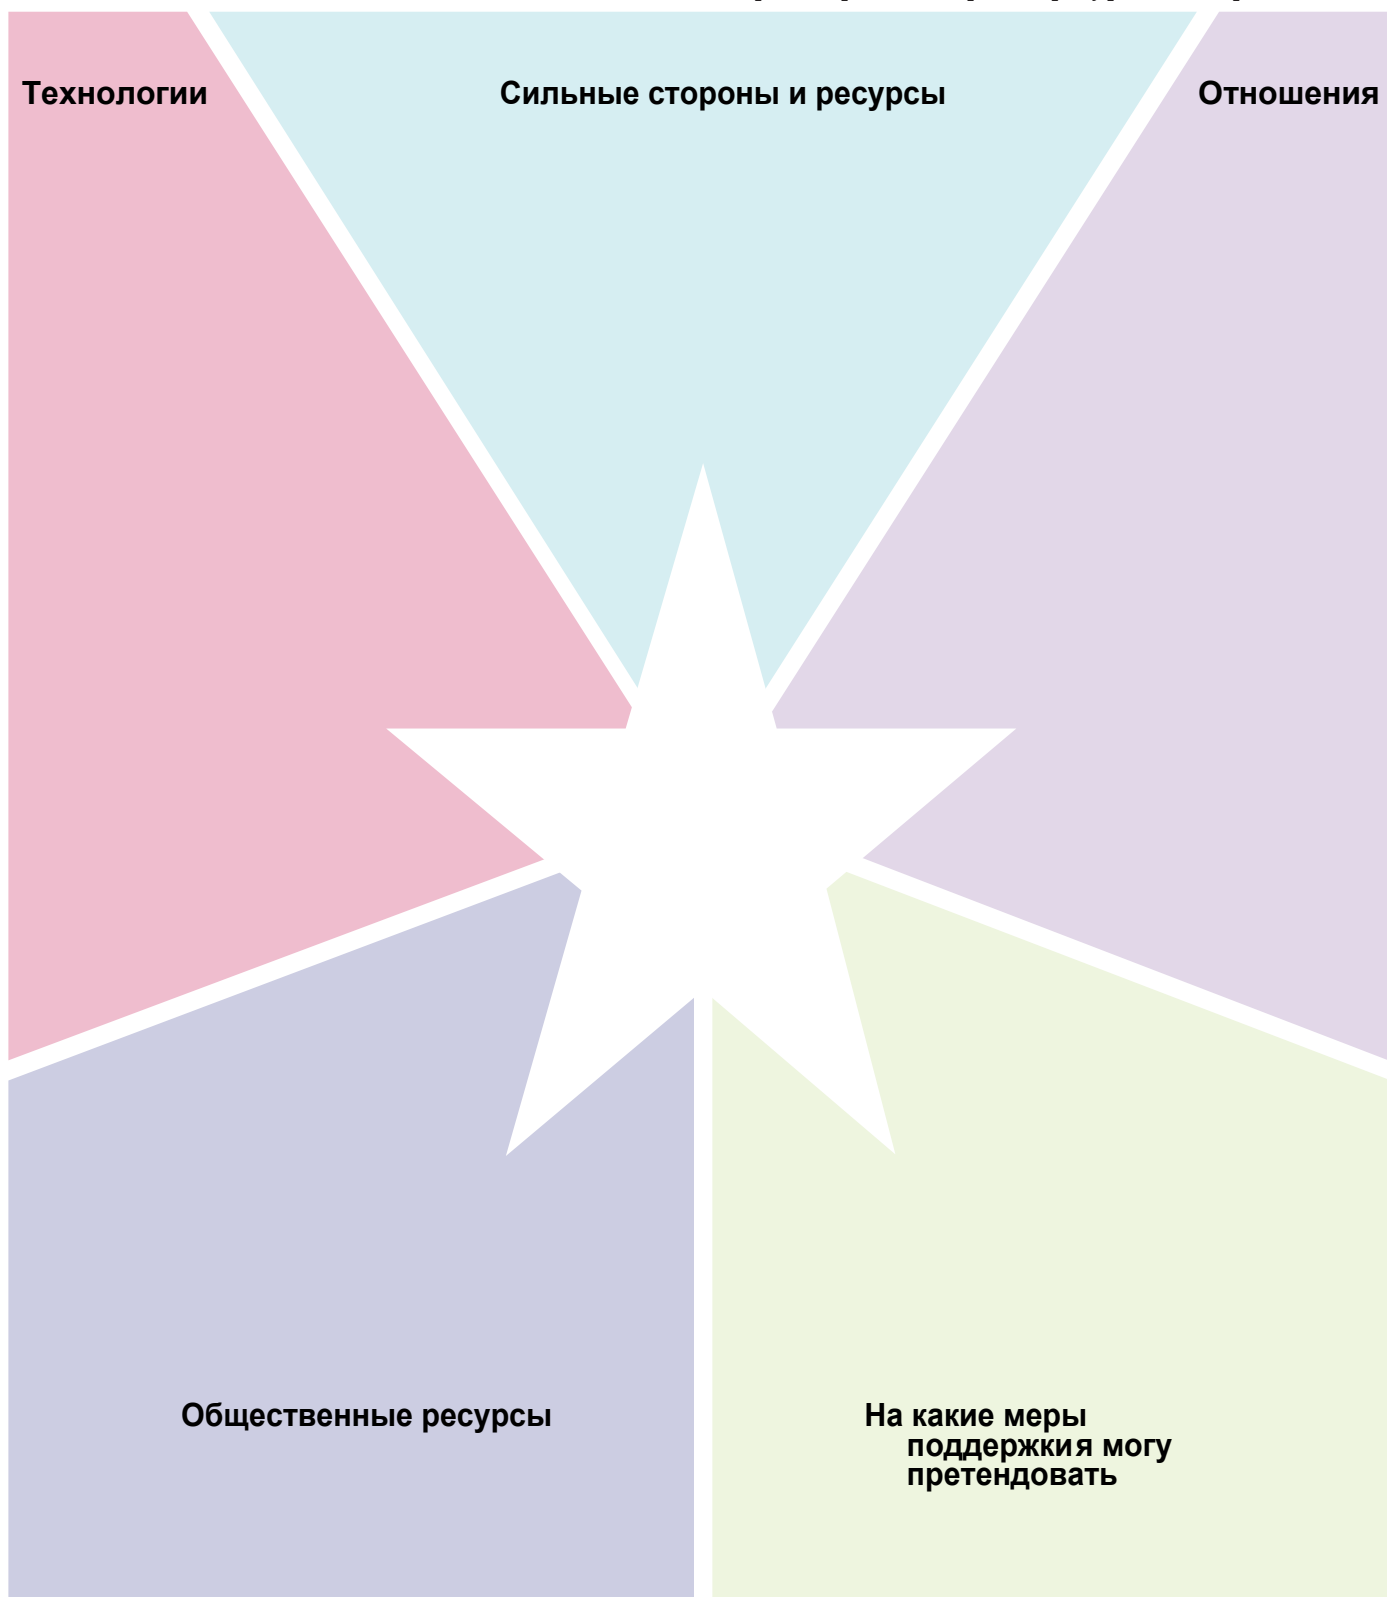 Технологии
Сильные стороны и ресурсы
Отношения
Общественные ресурсы
На какие меры
поддержкия могу
претендовать